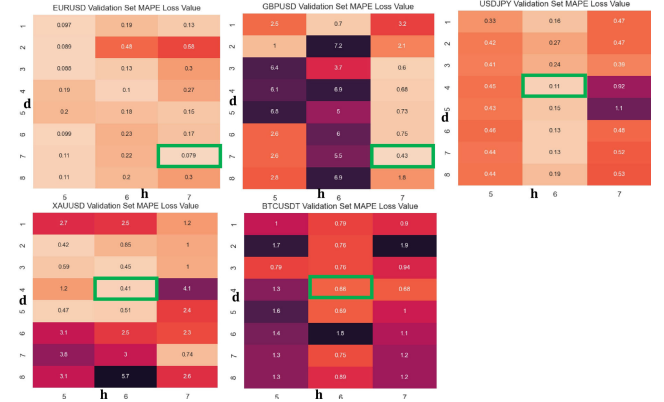 EURUSD Validation Set MAPE Loss Value
1 0.097 0.19 0.13
2 0.089 0.48 0.58
3 0.088 0.13 0.3
4 0.19 0.1 0.27
d
5 0.2 0.18 0.15
6 0.099 0.23 0.17
7 0.11 0.22 0.079
8 0.11 0.2 0.3
5 h 6 7
GBPUSD Validation Set MAPE Loss Value
1 2.5 0.7 3.2
2 1 7.2 2.1
3 6.4 3.7 0.6
4 6.1 6.9 0.68
d
5 6.8 5 0.73
6 2.6 6 0.75
7 2.6 5.5 0.43
8 2.8 6.9 1.8
5 h 6 7
USDJPY Validation Set MAPE Loss Value
1 0.33 0.16 0.47
2 0.42 0.27 0.47
3 0.41 0.24 0.39
4 0.45 0.11 0.92
d
5 0.43 0.15 1.1
6 0.46 0.13 0.48
7 0.44 0.13 0.52
8 0.44 0.19 0.53
5 h 6 7
XAUUSD Validation Set MAPE Loss Value
1 2.7 2.5 1.2
2 0.42 0.65 1
3 0.59 0.45 1
4 1.2 0.41 4.1
d
5 0.47 0.51 2.4
6 3.1 2.5 2.3
7 3.8 3 0.74
8 3.1 5.7 2.6
5 h 6 7
BTCUSDT Validation Set MAPE Loss Value
1 1 0.79 0.9
2 1.7 0.76 1.9
3 0.79 0.76 0.94
4 1.3 0.68 0.68
d
5 1.6 0.69 1
6 1.4 1.8 1.1
7 1.3 0.75 1.2
8 1.3 0.89 1.2
5 h 6 7